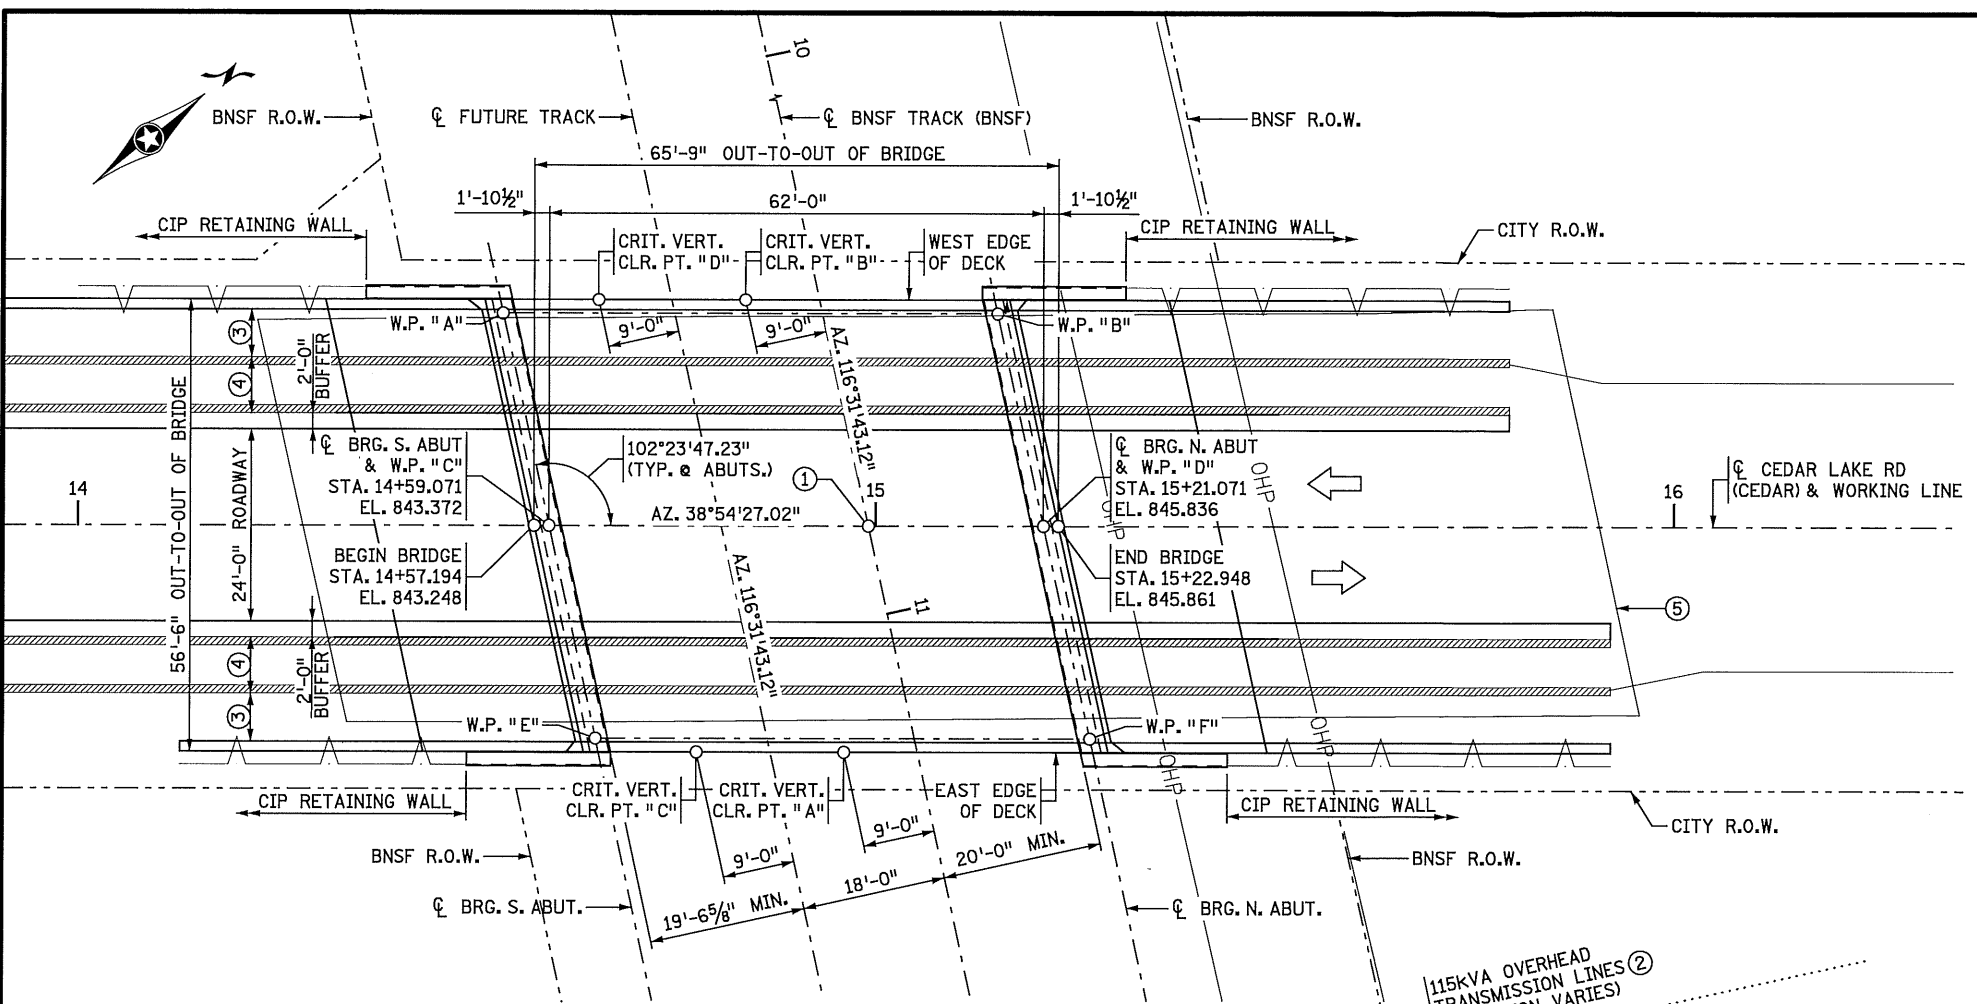 N
10
BNSF R.O.W.
℄ FUTURE TRACK
℄ BNSF TRACK (BNSF)
BNSF R.O.W.
65'-9" OUT-TO-OUT OF BRIDGE
1'-10½"
62'-0"
1'-10½"
CIP RETAINING WALL
CRIT. VERT.
CLR. PT. "D"
CRIT. VERT.
CLR. PT. "B"
WEST EDGE
OF DECK
CIP RETAINING WALL
CITY R.O.W.
W.P. "A"
9'-0"
9'-0"
W.P. "B"
3
4
2'-0"
BUFFER
AZ. 116°31'43.12"
56'-6" OUT-TO-OUT OF BRIDGE
24'-0" ROADWAY
℄ BRG. S. ABUT
& W.P. "C"
STA. 14+59.071
EL. 843.372
102°23'47.23"
(TYP. @ ABUTS.)
1
℄ BRG. N. ABUT
& W.P. "D"
STA. 15+21.071
EL. 845.836
OHP
OHP
℄ CEDAR LAKE RD
(CEDAR) & WORKING LINE
14
AZ. 38°54'27.02"
15
16
BEGIN BRIDGE
STA. 14+57.194
EL. 843.248
AZ. 116°31'43.12"
11
END BRIDGE
STA. 15+22.948
EL. 845.861
5
4
3
2'-0"
BUFFER
W.P. "E"
W.P. "F"
OHP
OHP
CIP RETAINING WALL
CRIT. VERT.
CLR. PT. "C"
CRIT. VERT.
CLR. PT. "A"
EAST EDGE
OF DECK
CIP RETAINING WALL
CITY R.O.W.
BNSF R.O.W.
9'-0"
9'-0"
20'-0" MIN.
BNSF R.O.W.
℄ BRG. S. ABUT.
19'-6⅝" MIN.
18'-0"
℄ BRG. N. ABUT.
115kVA OVERHEAD
TRANSMISSION LINES 2
VARIES)